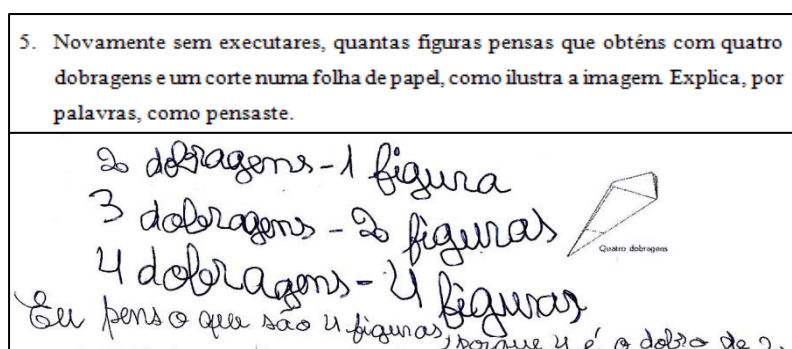 5. Novamente sem executares, quantas figuras pensas que obténs com quatro
dobragens e um corte numa folha de papel, como ilustra a imagem. Explica, por
palavras, como pensaste.
2 dobragens - 1 figura
3 dobragens - 2 figuras
Quatro dobragens
4 dobragens - 4 figuras
Eu penso que são 4 figuras, porque 4 é o dobro de 2.